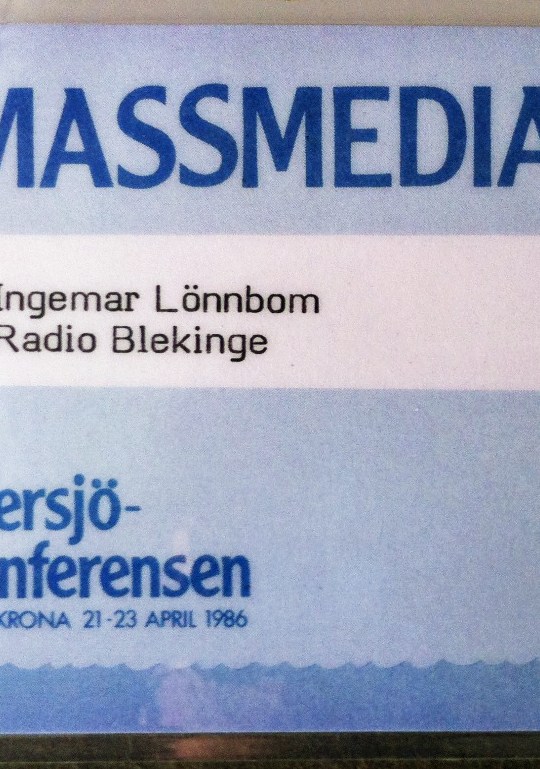 MASSMEDIA
Ingemar Lönnbom
Radio Blekinge
ersjö-
nferensen
KRONA 21-23 APRIL 1986